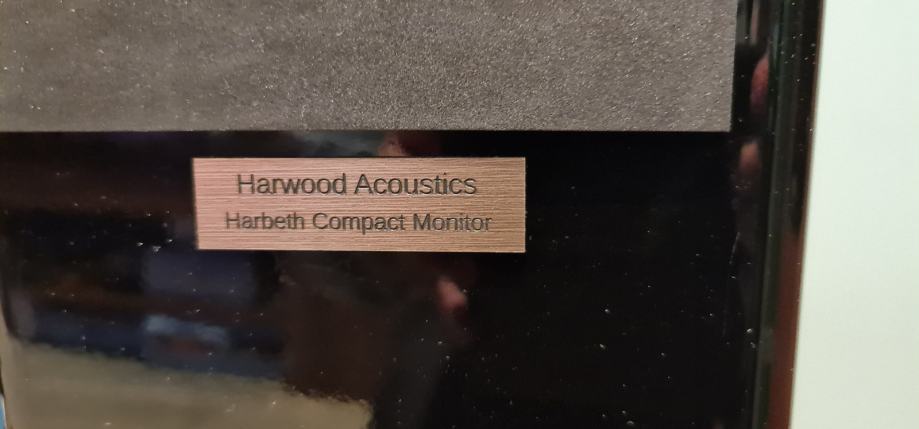 Harwood Acoustics
Harbeth Compact Monitor